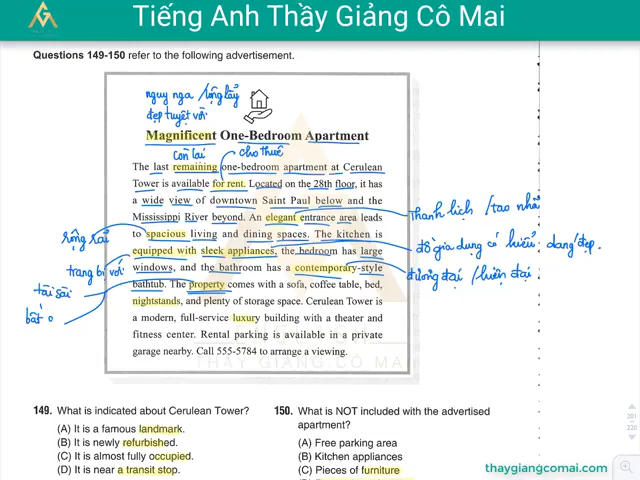 AG
Tiếng Anh Thầy Giảng Cô Mai
Questions 149-150 refer to the following advertisement.
nguy nga / lộng lẫy
đẹp tuyệt vời
Magnificent One-Bedroom Apartment
còn lại
cho thuê
The last remaining one-bedroom apartment at Cerulean
Tower is available for rent. Located on the 28th floor, it has
a wide view of downtown Saint Paul below and the
Mississippi River beyond. An elegant entrance area leads
thanh lịch / tao nhã
rộng rãi
to spacious living and dining spaces. The kitchen is
equipped with sleek appliances, the bedroom has large
đồ gia dụng có kiểu dáng đẹp.
trang bị với
windows, and the bathroom has a contemporary-style
đương đại / hiện đại
bathtub. The property comes with a sofa, coffee table, bed,
tài sản
nightstands, and plenty of storage space. Cerulean Tower is
bất
a modern, full-service luxury building with a theater and
fitness center. Rental parking is available in a private
garage nearby. Call 555-5784 to arrange a viewing.
THAY GIANG CO MAI
149. What is indicated about Cerulean Tower?
(A) It is a famous landmark.
(B) It is newly refurbished.
(C) It is almost fully occupied.
(D) It is near a transit stop.
150. What is NOT included with the advertised
apartment?
(A) Free parking area
(B) Kitchen appliances
(C) Pieces of furniture
201
220
thaygiangcomai.com